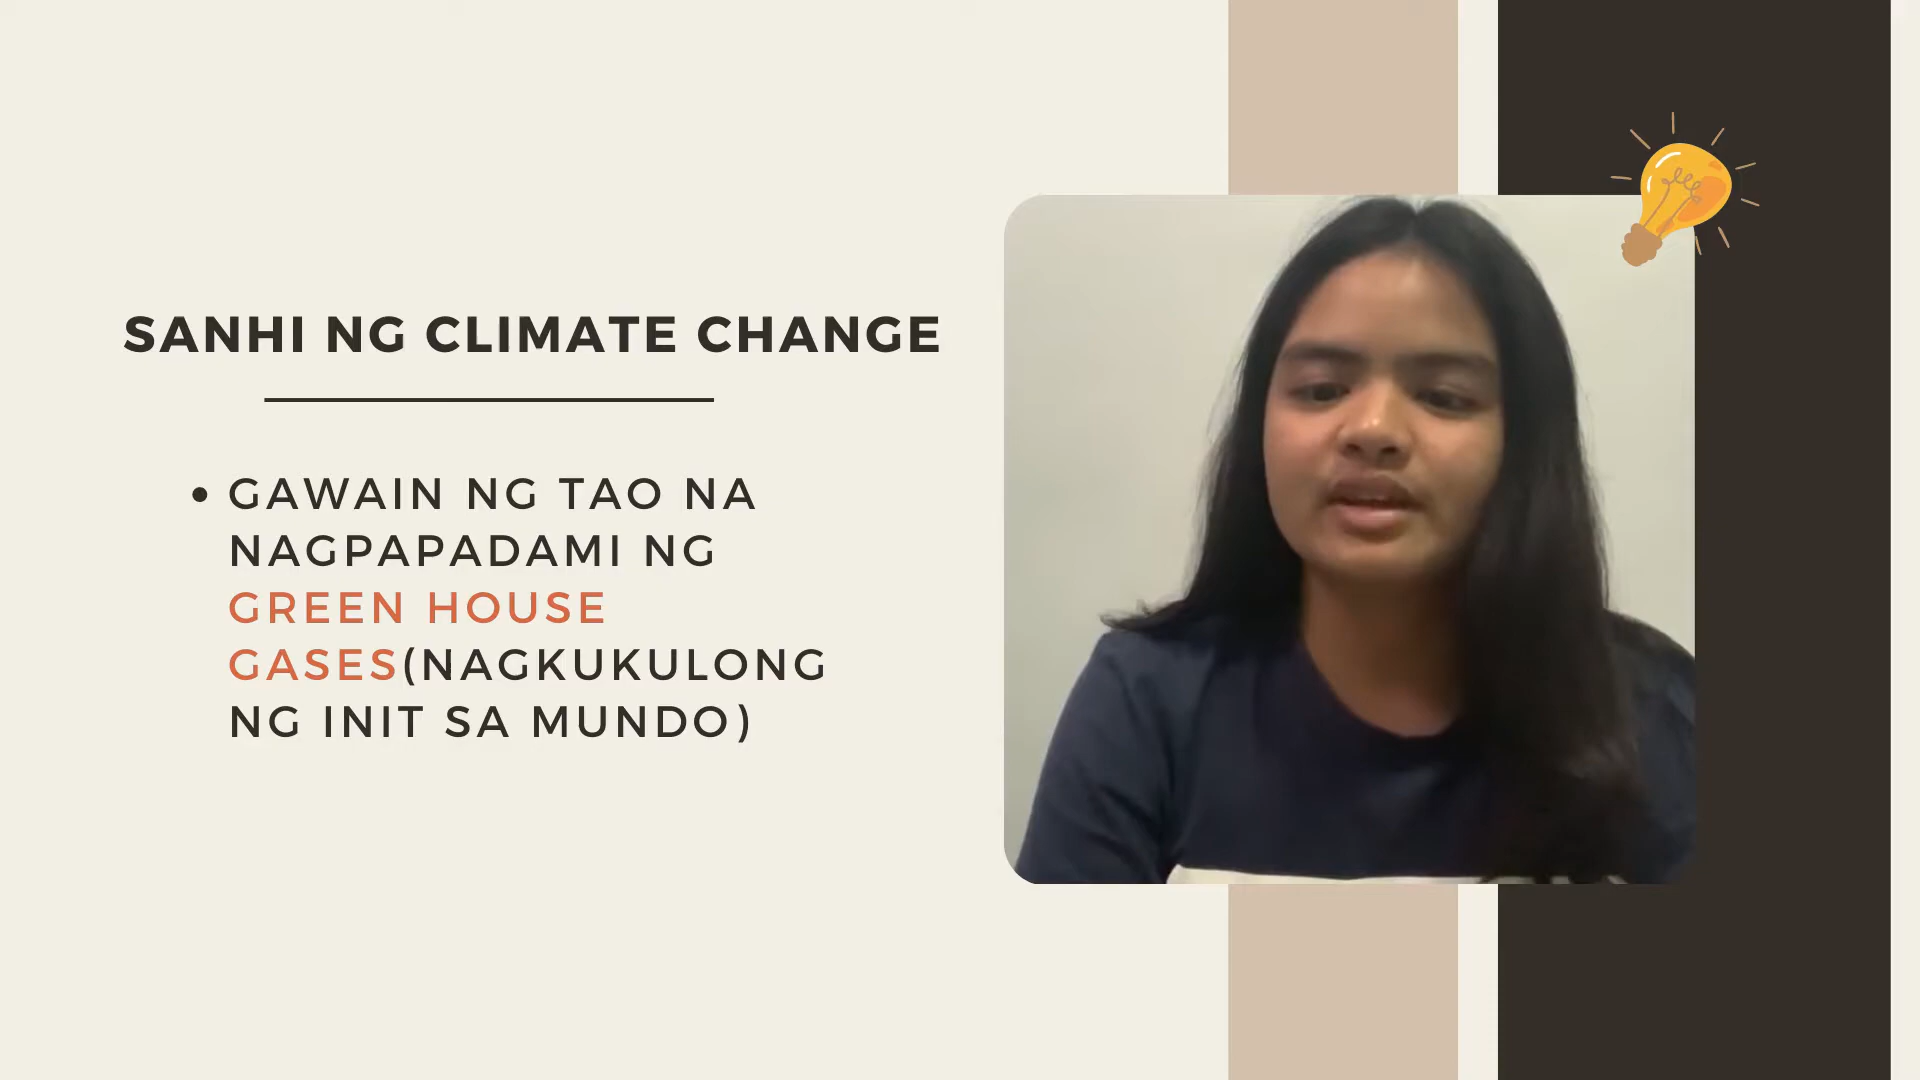 SANHI NG CLIMATE CHANGE
• GAWAIN NG TAO NA
NAGPAPADAMI NG
GREEN HOUSE
GASES(NAGKUKULONG
NG INIT SA MUNDO)